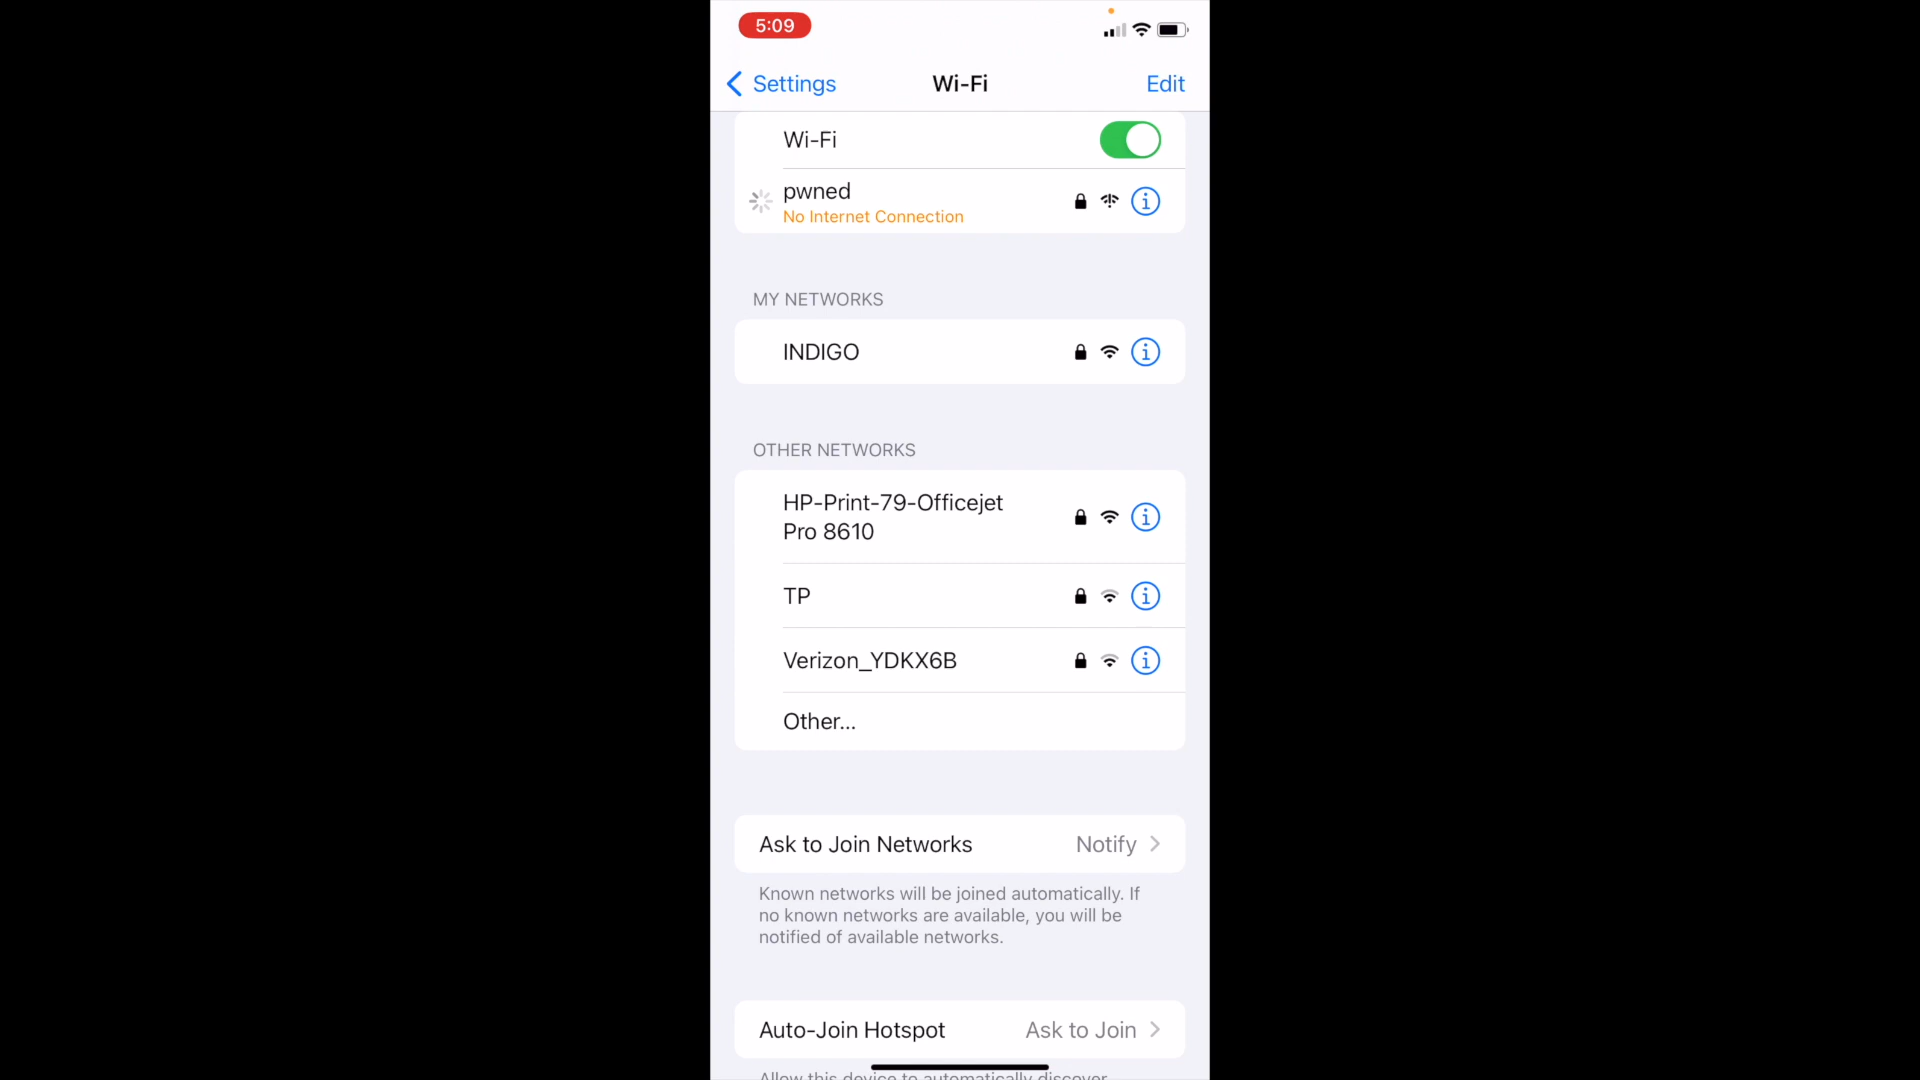 5:09
Settings
Wi-Fi
Edit
Wi-Fi
pwned
No Internet Connection
MY NETWORKS
INDIGO
OTHER NETWORKS
HP-Print-79-Officejet
Pro 8610
TP
Verizon_YDKX6B
Other...
Ask to Join Networks
Notify
Known networks will be joined automatically. If
no known networks are available, you will be
notified of available networks.
Auto-Join Hotspot
Ask to Join
Allow this device to automatically discover